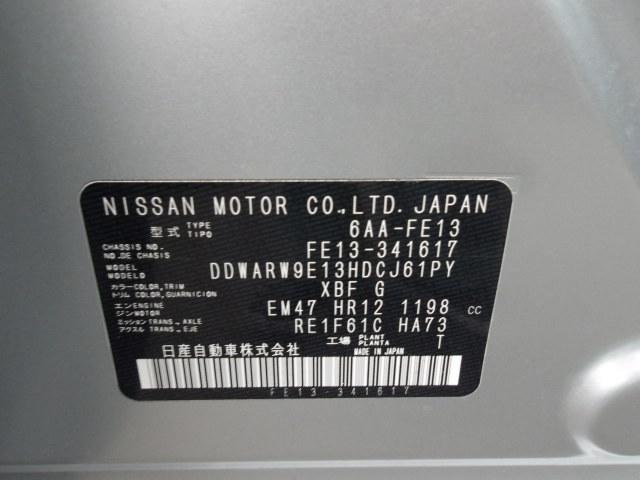 NISSAN MOTOR CO.,LTD. JAPAN
型式 TYPE TIPO 6AA-FE13
CHASSIS NO. NO. DE CHASIS FE13-341617
MODEL MODELO DDWARW9E13HDCJ61PY
カラー COLOR, TRIM トリム COLOR, GUARNICION XBF G
エンジン ENGINE MOTOR EM47 HR12 1198 CC
ミッション TRANS., AXLE アクスル TRANS., EJE RE1F61C HA73
工場 PLANT PLANTA T
日産自動車株式会社 MADE IN JAPAN
FE13-341617